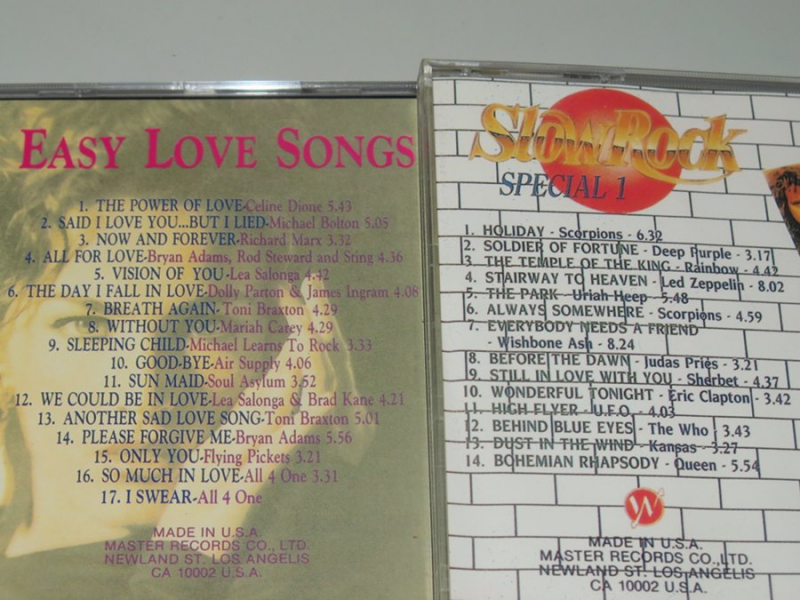 EASY LOVE SONGS
1. THE POWER OF LOVE-Celine Dione 5.43
2. SAID I LOVE YOU...BUT I LIED-Michael Bolton 5.05
3. NOW AND FOREVER-Richard Marx 3.32
4. ALL FOR LOVE-Bryan Adams, Rod Steward and Sting 4.36
5. VISION OF YOU-Lea Salonga 4.42
6. THE DAY I FALL IN LOVE-Dolly Parton & James Ingram 4.08
7. BREATH AGAIN-Toni Braxton 4.29
8. WITHOUT YOU-Mariah Carey 4.29
9. SLEEPING CHILD-Michael Learns To Rock 3.33
10. GOOD-BYE-Air Supply 4.06
11. SUN MAID-Soul Asylum 3.52
12. WE COULD BE IN LOVE-Lea Salonga & Brad Kane 4.21
13. ANOTHER SAD LOVE SONG-Toni Braxton 5.01
14. PLEASE FORGIVE ME-Bryan Adams 5.56
15. ONLY YOU-Flying Pickets 3.21
16. SO MUCH IN LOVE-All 4 One 3.31
17. I SWEAR-All 4 One
MADE IN U.S.A.
MASTER RECORDS CO., LTD.
NEWLAND ST. LOS ANGELIS
CA 10002 U.S.A.
Slow Rock
SPECIAL 1
1. HOLIDAY - Scorpions - 6.32
2. SOLDIER OF FORTUNE - Deep Purple - 3.17
3. THE TEMPLE OF THE KING - Rainbow - 4.42
4. STAIRWAY TO HEAVEN - Led Zeppelin - 8.02
5. THE PARK - Uriah Heep - 5.48
6. ALWAYS SOMEWHERE - Scorpions - 4.59
7. EVERYBODY NEEDS A FRIEND
- Wishbone Ash - 8.24
8. BEFORE THE DAWN - Judas Pries - 3.21
9. STILL IN LOVE WITH YOU - Sherbet - 4.37
10. WONDERFUL TONIGHT - Eric Clapton - 3.42
11. HIGH FLYER - U.F.O. - 4.03
12. BEHIND BLUE EYES - The Who - 3.43
13. DUST IN THE WIND - Kansas - 3.27
14. BOHEMIAN RHAPSODY - Queen - 5.54
MADE IN U.S.A.
MASTER RECORDS CO., LTD.
NEWLAND ST. LOS ANGELIS
CA 10002 U.S.A.